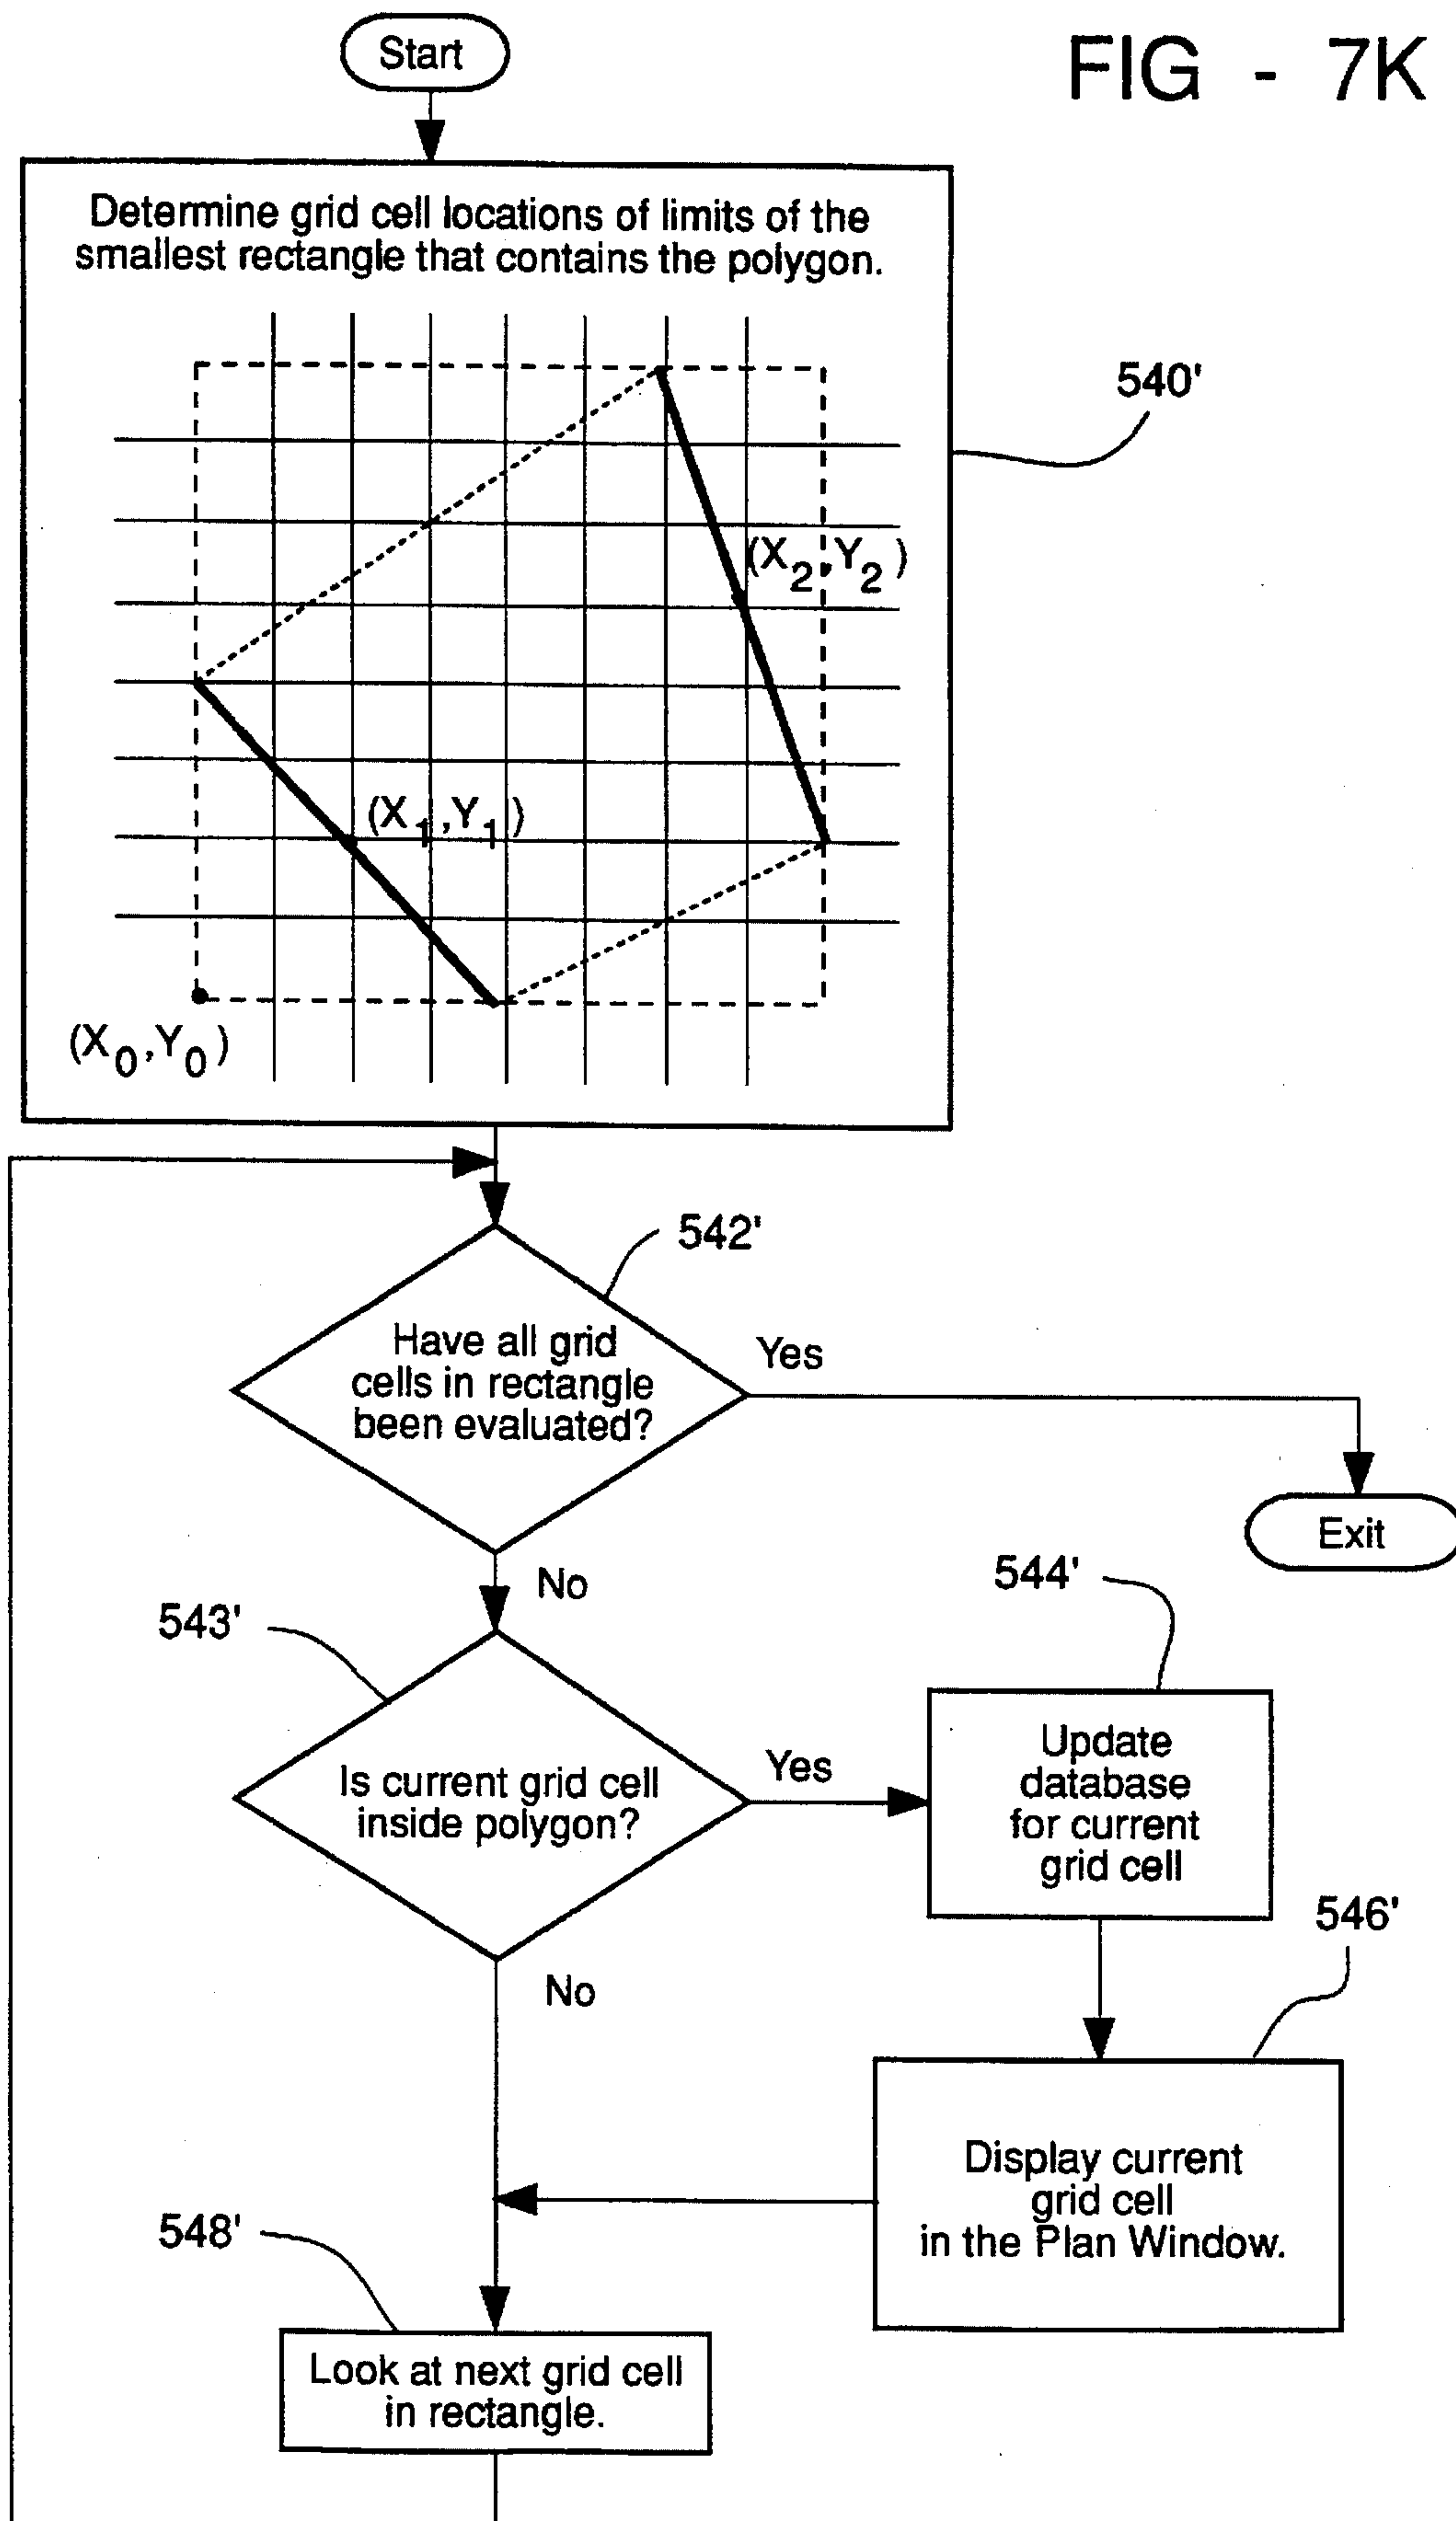 FIG - 7K
Start
Determine grid cell locations of limits of the
smallest rectangle that contains the polygon.
540'
(X2,Y2)
(X1,Y1)
(X0,Y0)
542'
Have all grid
cells in rectangle
been evaluated?
Yes
Exit
No
543'
544'
Is current grid cell
inside polygon?
Yes
Update
database
for current
grid cell
546'
No
Display current
grid cell
in the Plan Window.
548'
Look at next grid cell
in rectangle.